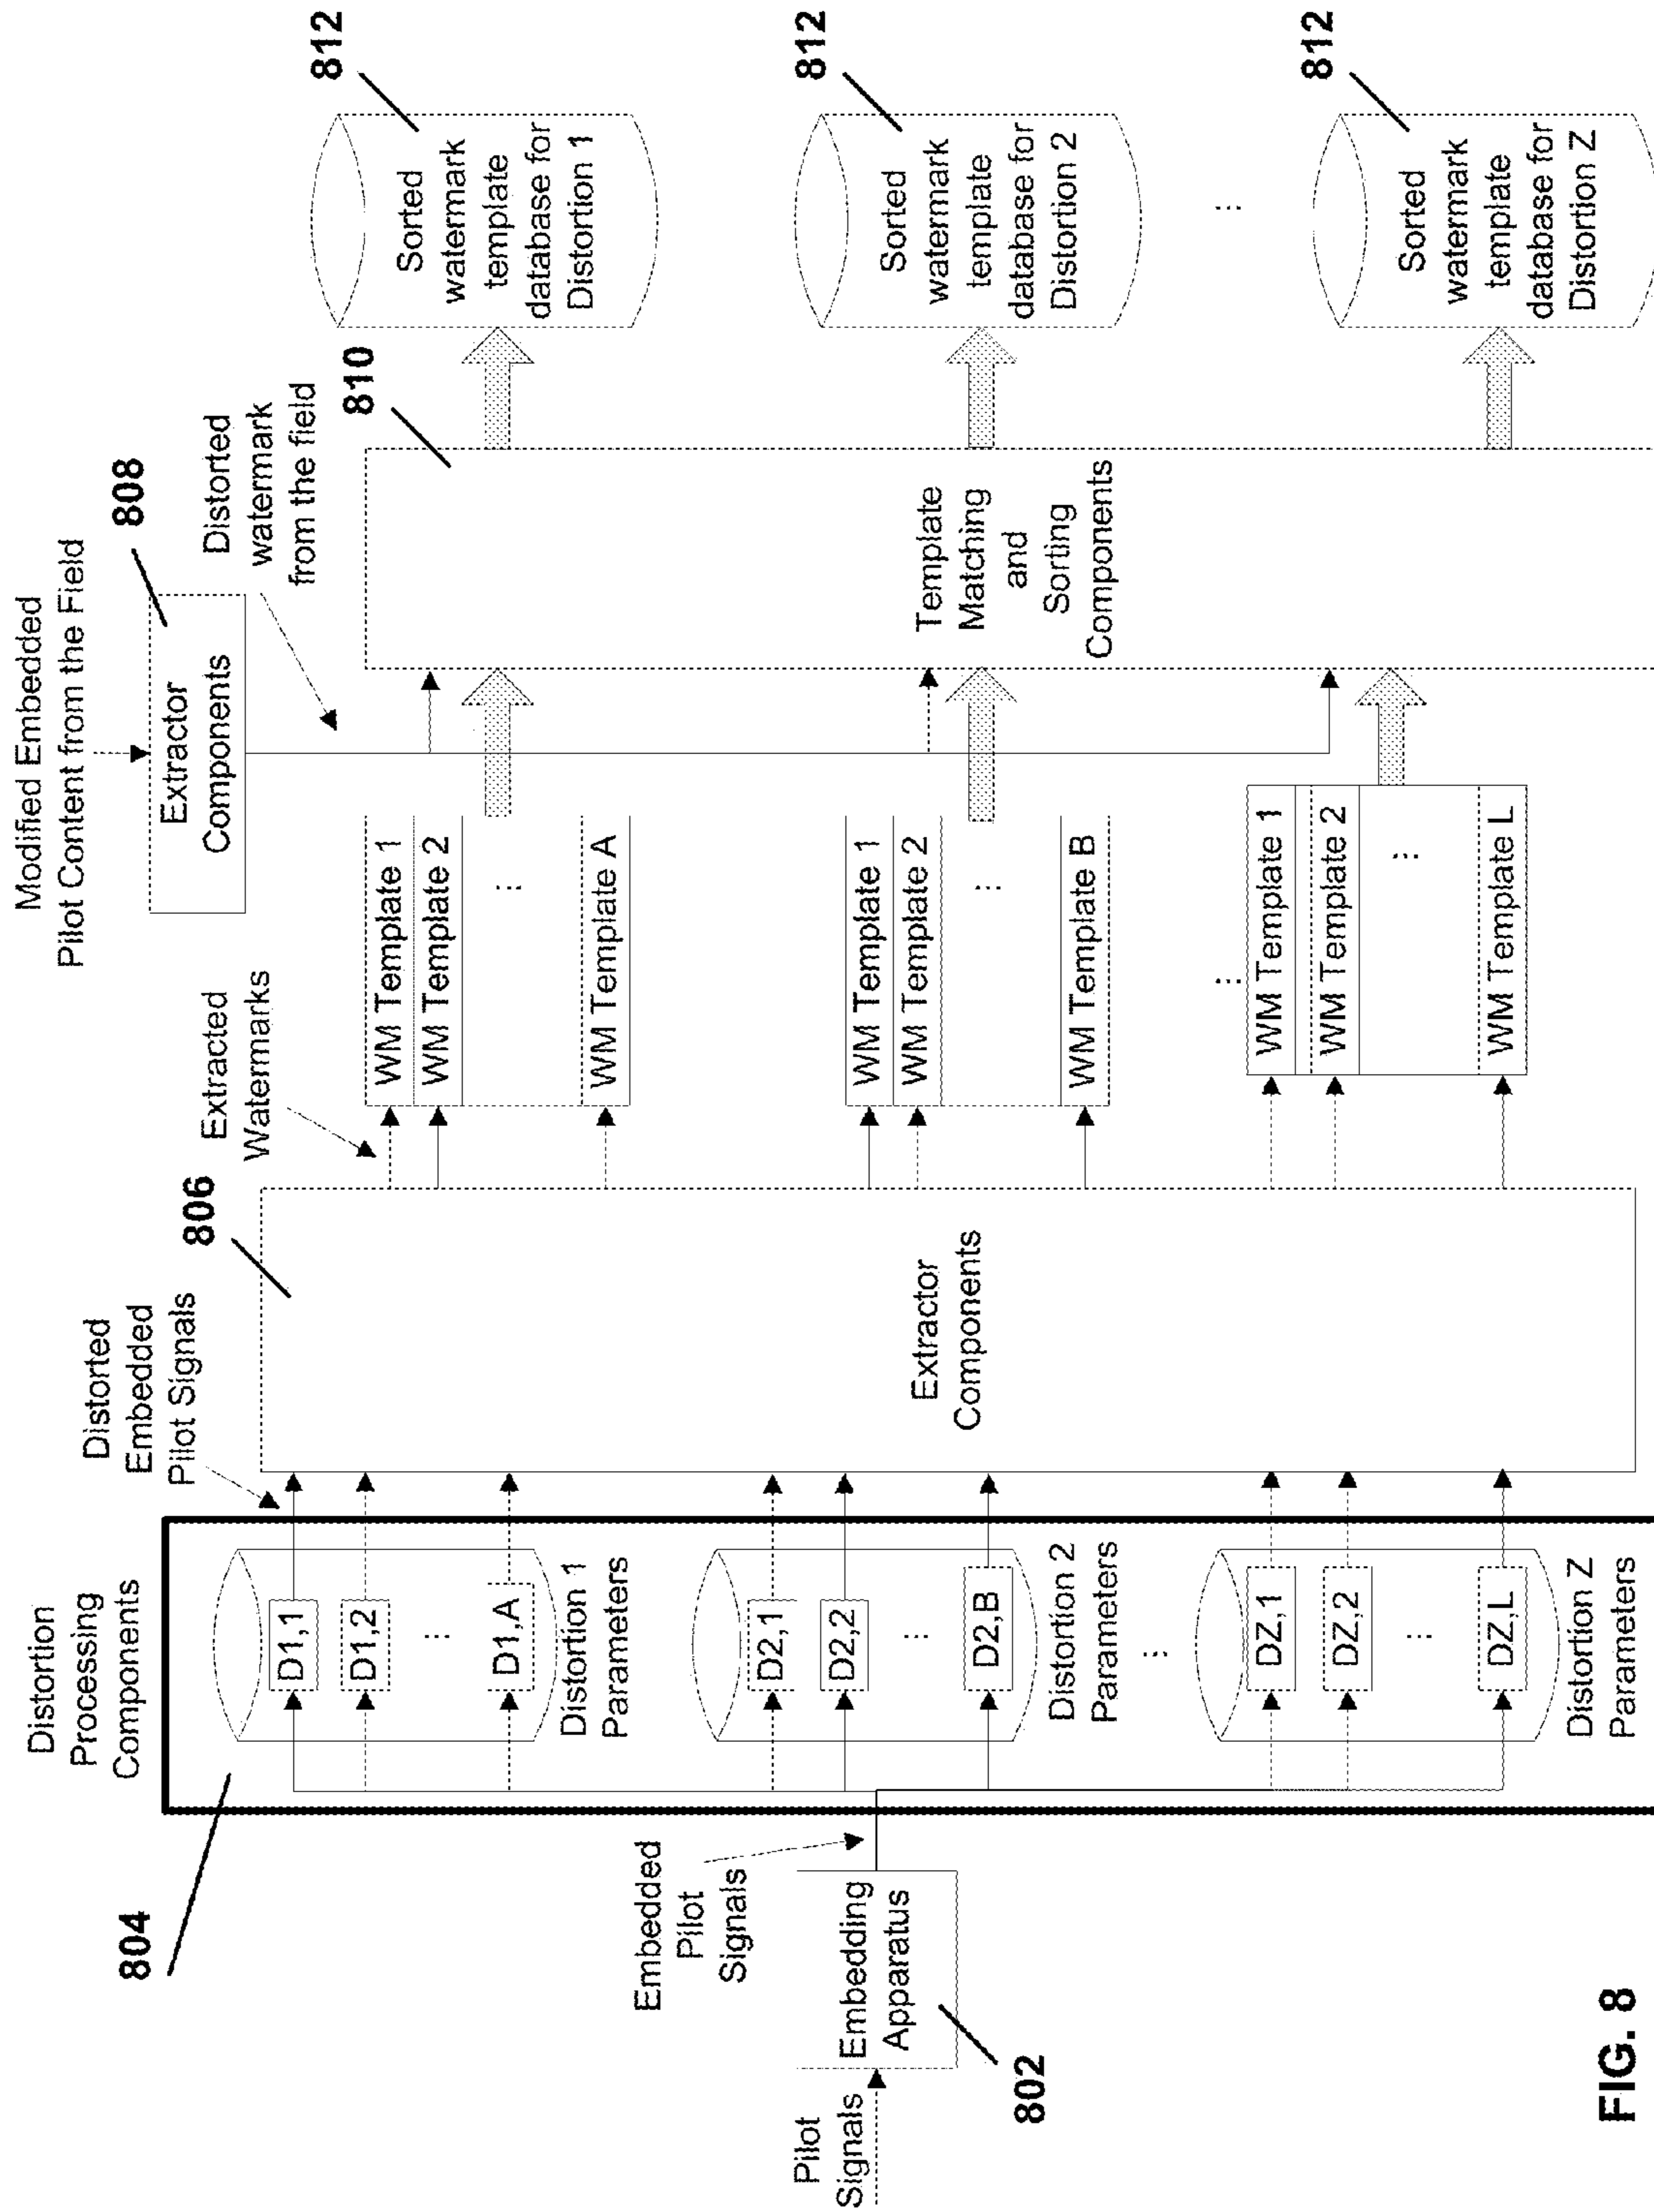 Pilot
Signals
Embedding
Apparatus
802
Embedded
Pilot
Signals
804
Distortion
Processing
Components
D1,1
D1,2
...
D1,A
Distortion 1
Parameters
D2,1
D2,2
...
D2,B
Distortion 2
Parameters
...
DZ,1
DZ,2
...
DZ,L
Distortion Z
Parameters
Distorted
Embedded
Pilot Signals
806
Extractor
Components
Extracted
Watermarks
WM Template 1
WM Template 2
...
WM Template A
WM Template 1
WM Template 2
...
WM Template B
...
WM Template 1
WM Template 2
...
WM Template L
Modified Embedded
Pilot Content from the Field
808
Extractor
Components
Distorted
watermark
from the field
810
Template
Matching
and
Sorting
Components
812
Sorted
watermark
template
database for
Distortion 1
812
Sorted
watermark
template
database for
Distortion 2
...
812
Sorted
watermark
template
database for
Distortion Z
FIG. 8